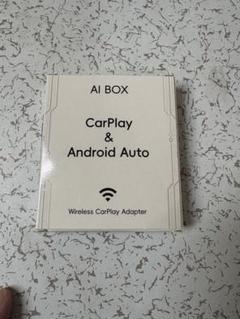 AI BOX
CarPlay
&
Android Auto
Wireless CarPlay Adapter